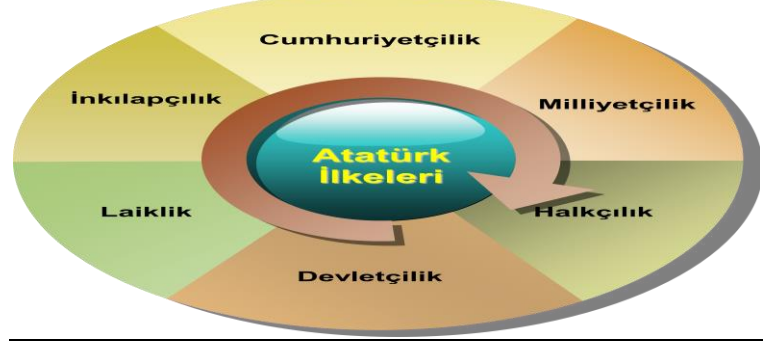 Cumhuriyetçilik
İnkılapçılık
Milliyetçilik
Atatürk
İlkeleri
Laiklik
Halkçılık
Devletçilik